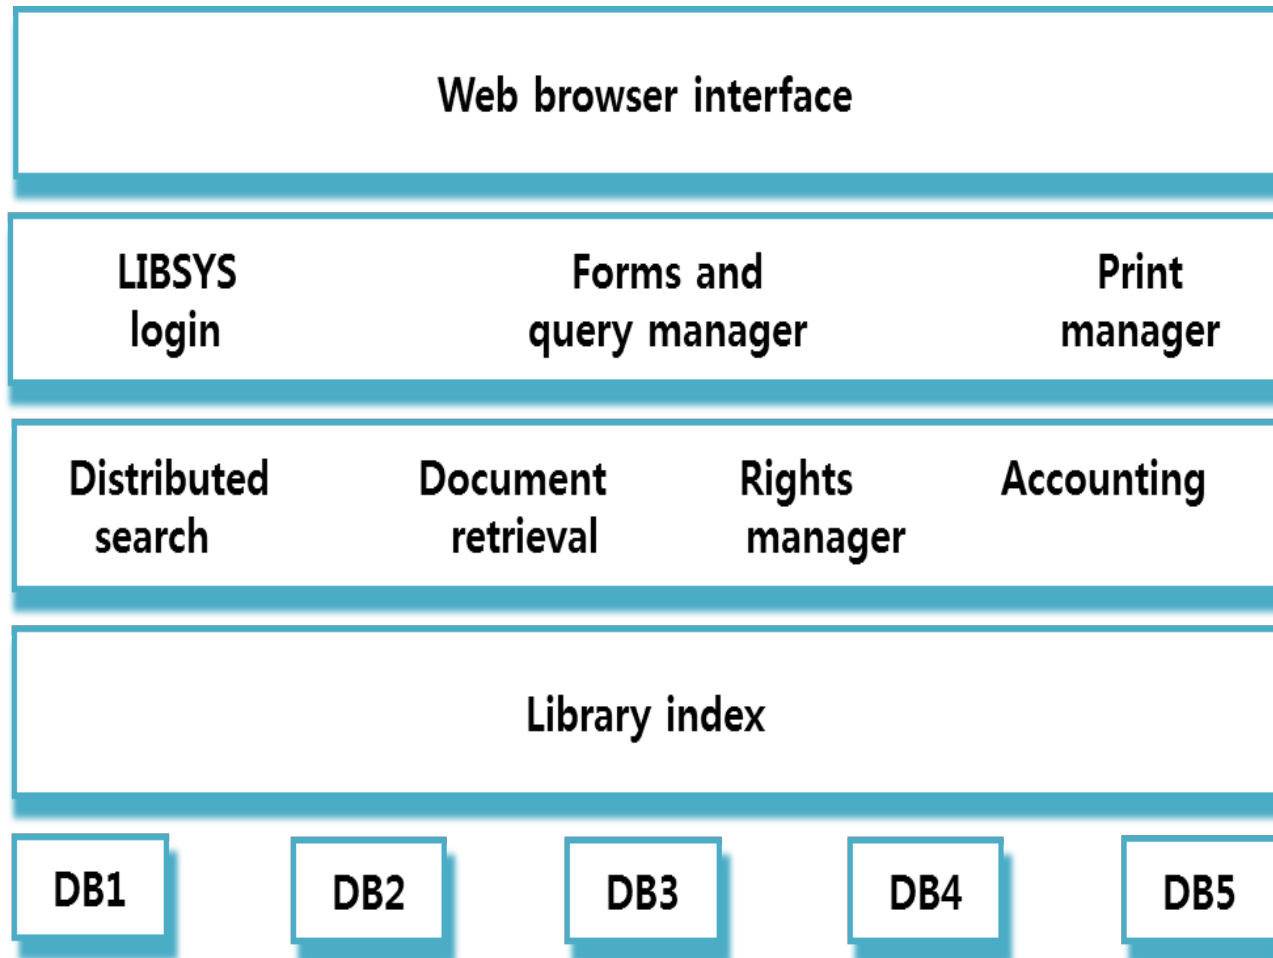 Web browser interface
LIBSYS
login
Forms and
query manager
Print
manager
Distributed
search
Document
retrieval
Rights
manager
Accounting
Library index
DB1
DB2
DB3
DB4
DB5